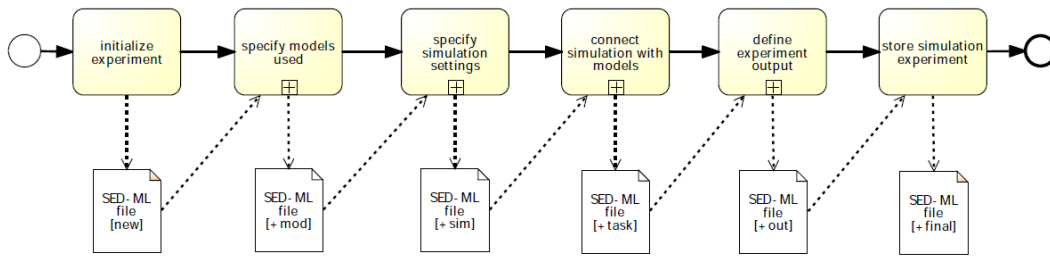 initialize
experiment
specify models
used
specify
simulation
settings
connect
simulation with
models
define
experiment
output
store simulation
experiment
SED- ML
file
[new]
SED- ML
file
[+ mod]
SED- ML
file
[+ sim]
SED- ML
file
[+ task]
SED- ML
file
[+ out]
SED- ML
file
[+ final]